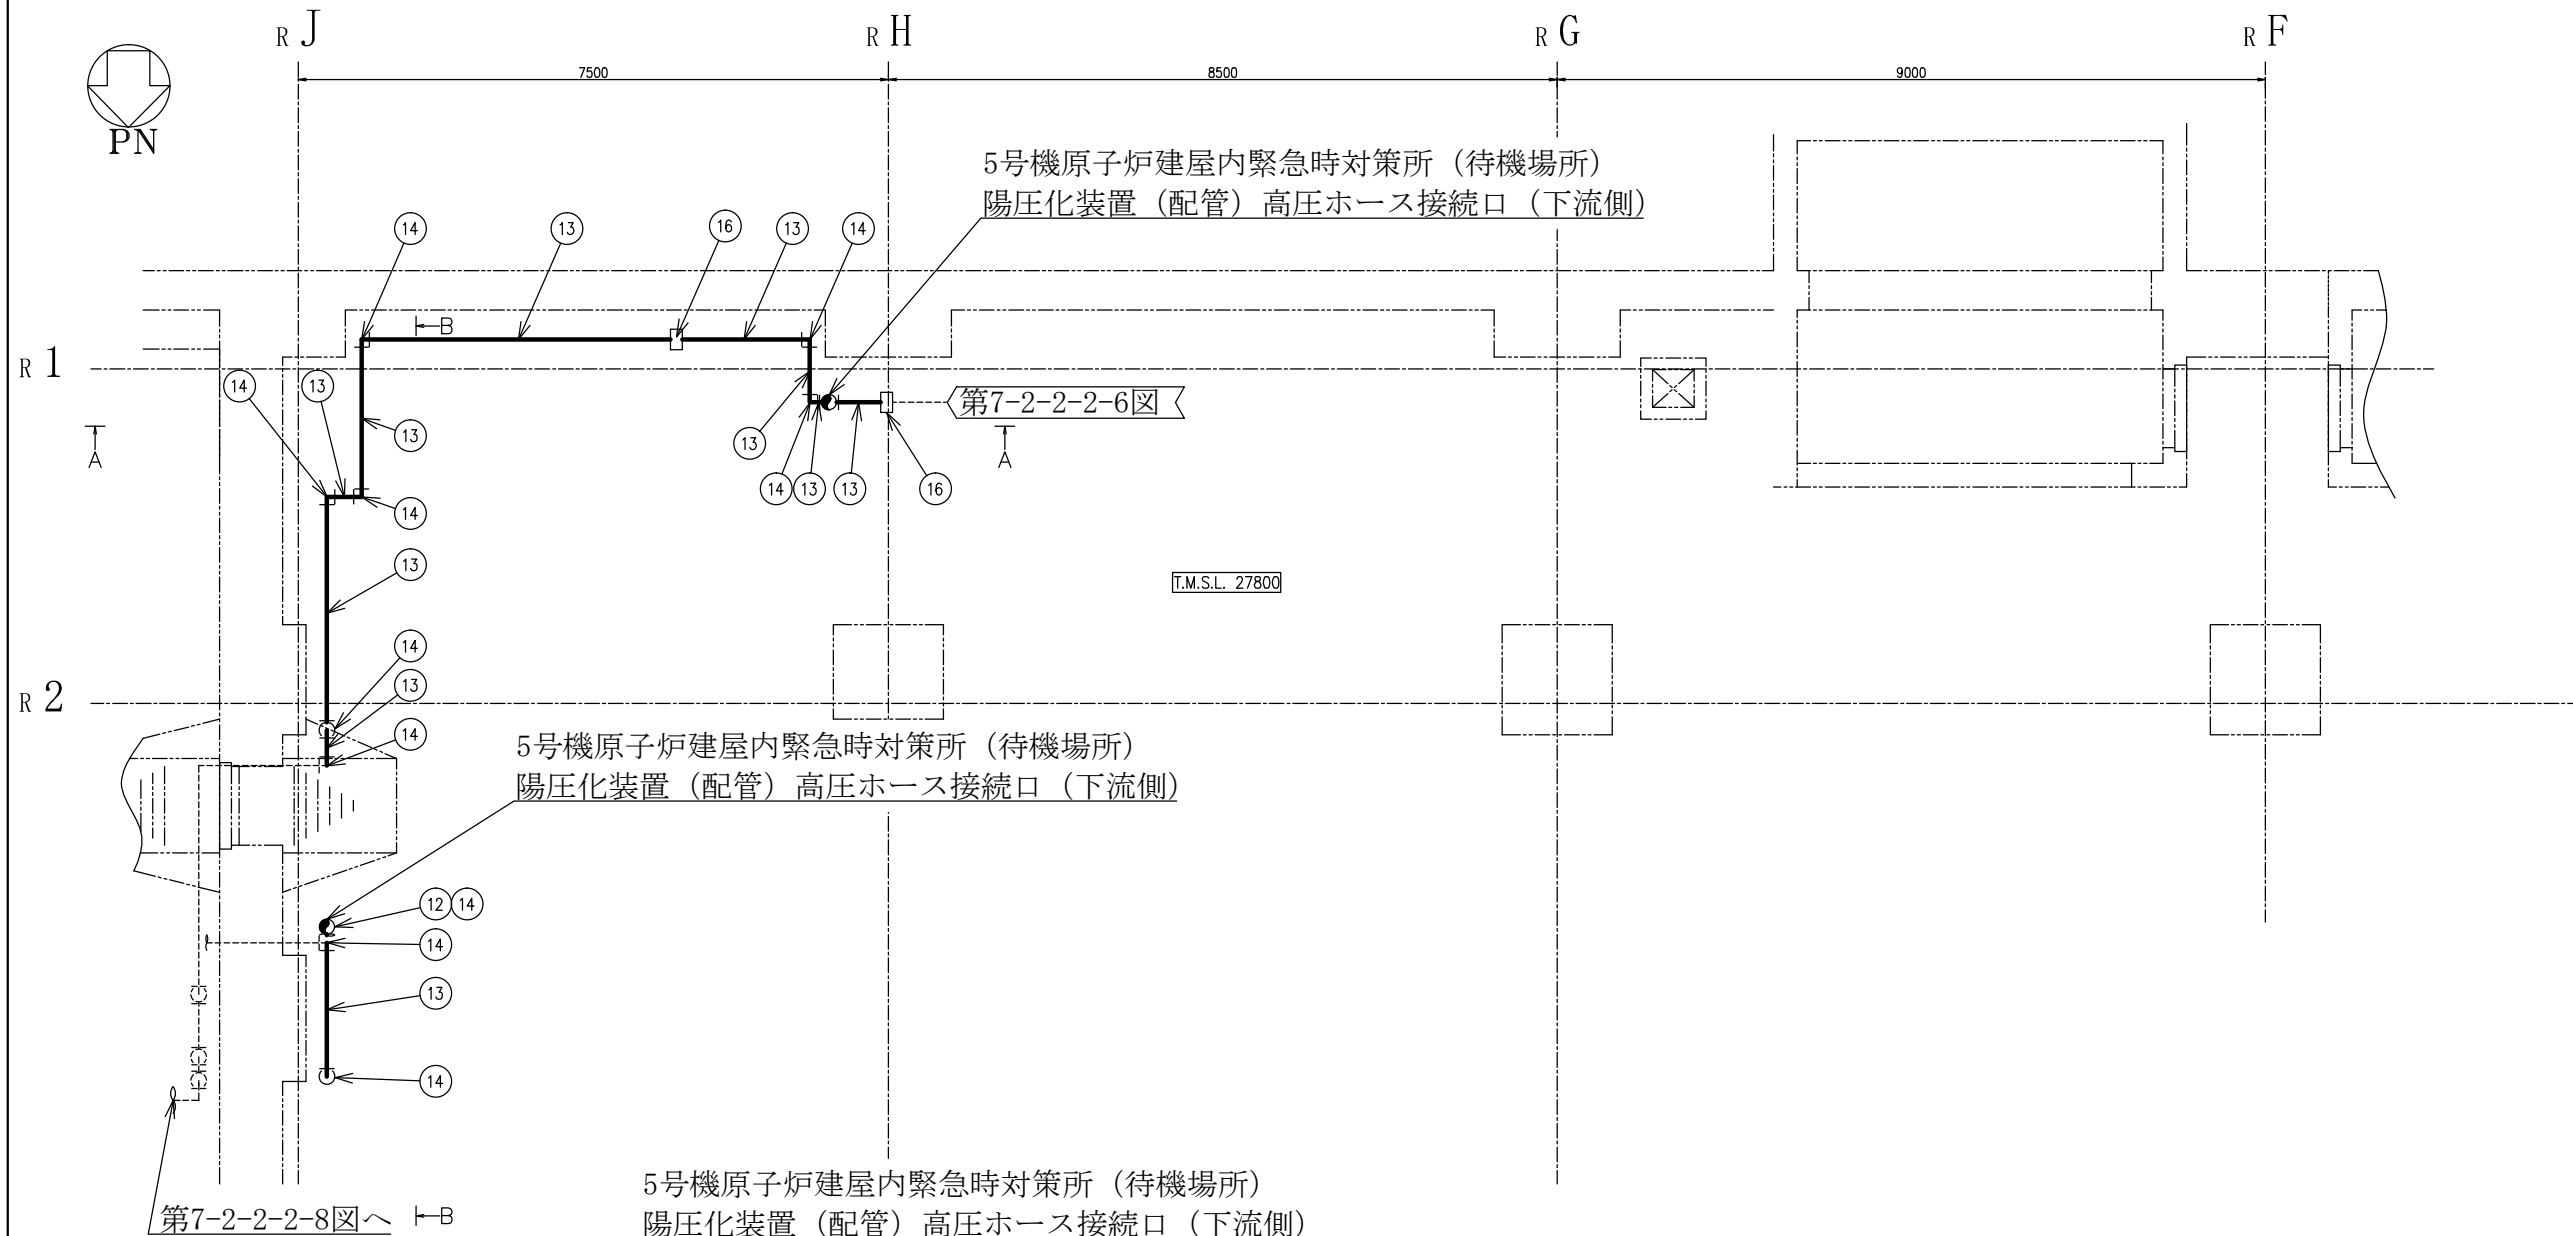 R J
R H
R G
R F
7500
8500
9000
PN
5号機原子炉建屋内緊急時対策所（待機場所）
陽圧化装置（配管）高圧ホース接続口（下流側）
14
13
16
13
14
B
R 1
14
13
第7-2-2-2-6図
13
13
A
A
14
13
13
16
14
13
T.M.S.L. 27800
14
13
R 2
14
5号機原子炉建屋内緊急時対策所（待機場所）
陽圧化装置（配管）高圧ホース接続口（下流側）
12
14
14
13
14
5号機原子炉建屋内緊急時対策所（待機場所）
陽圧化装置（配管）高圧ホース接続口（下流側）
第7-2-2-2-8図へ
B